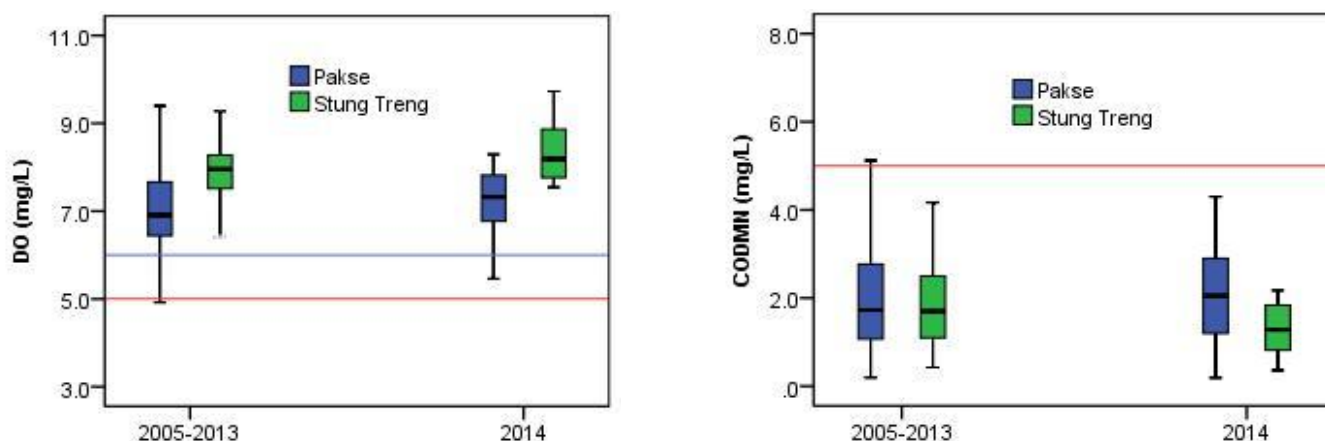 DO (mg/L)
11.0
9.0
7.0
5.0
3.0
Pakse
Stung Treng
2005-2013
2014
CODMN (mg/L)
8.0
6.0
4.0
2.0
.0
Pakse
Stung Treng
2005-2013
2014